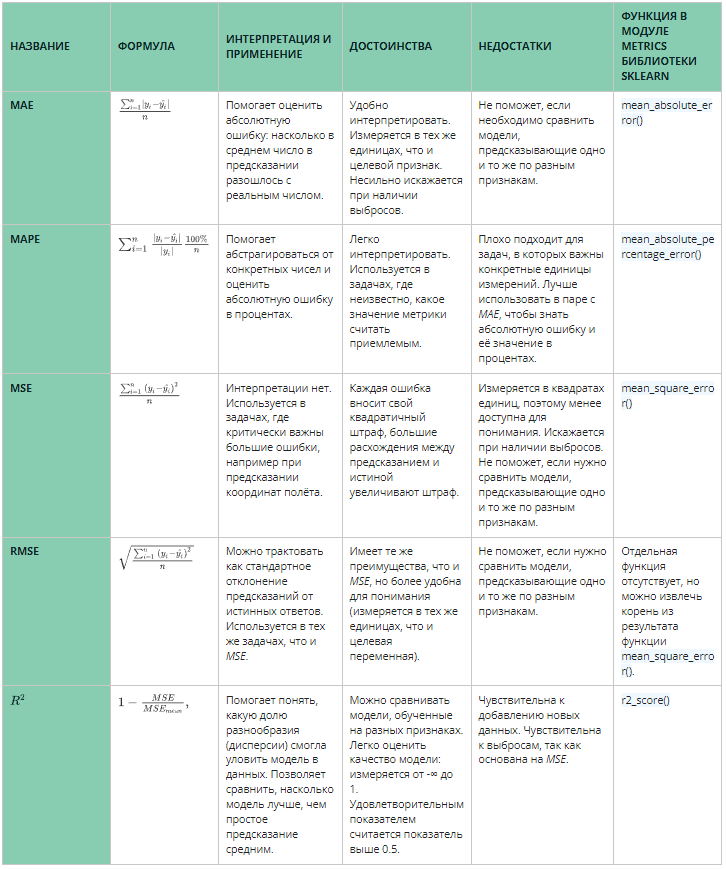 НАЗВАНИЕ
ФОРМУЛА
ИНТЕРПРЕТАЦИЯ И
ПРИМЕНЕНИЕ
ДОСТОИНСТВА
НЕДОСТАТКИ
ФУНКЦИЯ В
МОДУЛЕ
METRICS
БИБЛИОТЕКИ
SKLEARN
MAE
\frac{\sum_{i=1}^{n}|y_i-\hat{y_i}|}{n}
Помогает оценить
абсолютную
ошибку: насколько в
среднем число в
предсказании
разошлось с
реальным числом.
Удобно
интерпретировать.
Измеряется в тех же
единицах, что и
целевой признак.
Несильно искажается
при наличии
выбросов.
Не поможет, если
необходимо сравнить
модели,
предсказывающие одно
и то же по разным
признакам.
mean_absolute_er
ror()
MAPE
\sum_{i=1}^{n} \frac{|y_i-\hat{y_i}|}{|y_i|} \frac{100\%}{n}
Помогает
абстрагироваться от
конкретных чисел и
оценить
абсолютную ошибку
в процентах.
Легко
интерпретировать.
Используется в
задачах, где
неизвестно, какое
значение метрики
считать
приемлемым.
Плохо подходит для
задач, в которых важны
конкретные единицы
измерений. Лучше
использовать в паре с
MAE, чтобы знать
абсолютную ошибку и
её значение в
процентах.
mean_absolute_pe
rcentage_error()
MSE
\frac{\sum_{i=1}^{n}(y_i-\hat{y_i})^2}{n}
Интерпретации нет.
Используется в
задачах, где
критически важны
большие ошибки,
например при
предсказании
координат полёта.
Каждая ошибка
вносит свой
квадратичный
штраф, большие
расхождения между
предсказанием и
истиной
увеличивают штраф.
Измеряется в квадратах
единиц, поэтому менее
доступна для
понимания. Искажается
при наличии выбросов.
Не поможет, если нужно
сравнить модели,
предсказывающие одно
и то же по разным
признакам.
mean_square_erro
r()
RMSE
\sqrt{\frac{\sum_{i=1}^{n}(y_i-\hat{y_i})^2}{n}}
Можно трактовать
как стандартное
отклонение
предсказаний от
истинных ответов.
Используется в тех
же задачах, что и
MSE.
Имеет те же
преимущества, что и
MSE, но более удобна
для понимания
(измеряется в тех же
единицах, что и
целевая
переменная).
Не поможет, если нужно
сравнить модели,
предсказывающие одно
и то же по разным
признакам.
Отдельная
функция
отсутствует, но
можно извлечь
корень из
результата
функции
mean_square_erro
r().
R^2
1 - \frac{MSE}{MSE_{mean}},
Помогает понять,
какую долю
разнообразия
(дисперсии) смогла
уловить модель в
данных. Позволяет
сравнить, насколько
модель лучше, чем
простое
предсказание
средним.
Можно сравнивать
модели, обученные
на разных признаках.
Легко оценить
качество модели:
измеряется от -∞ до
1.
Удовлетворительным
показателем
считается показатель
выше 0.5.
Чувствительна к
добавлению новых
данных. Чувствительна
к выбросам, так как
основана на MSE.
r2_score()